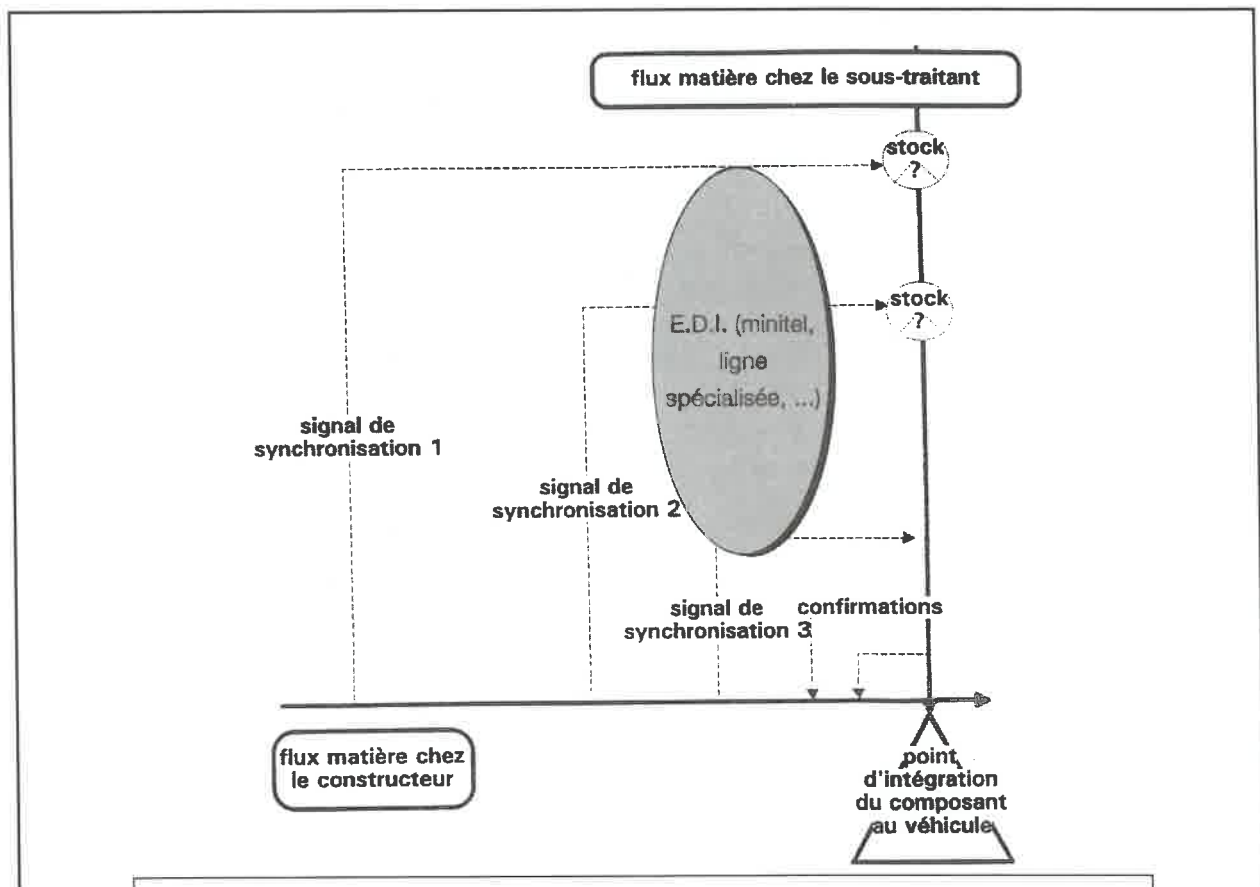 flux matière chez le sous-traitant
stock
?
stock
?
E.D.I. (minitel,
ligne
spécialisée, ...)
signal de
synchronisation 1
signal de
synchronisation 2
signal de
synchronisation 3
confirmations
flux matière chez
le constructeur
point
d'intégration
du composant
au véhicule